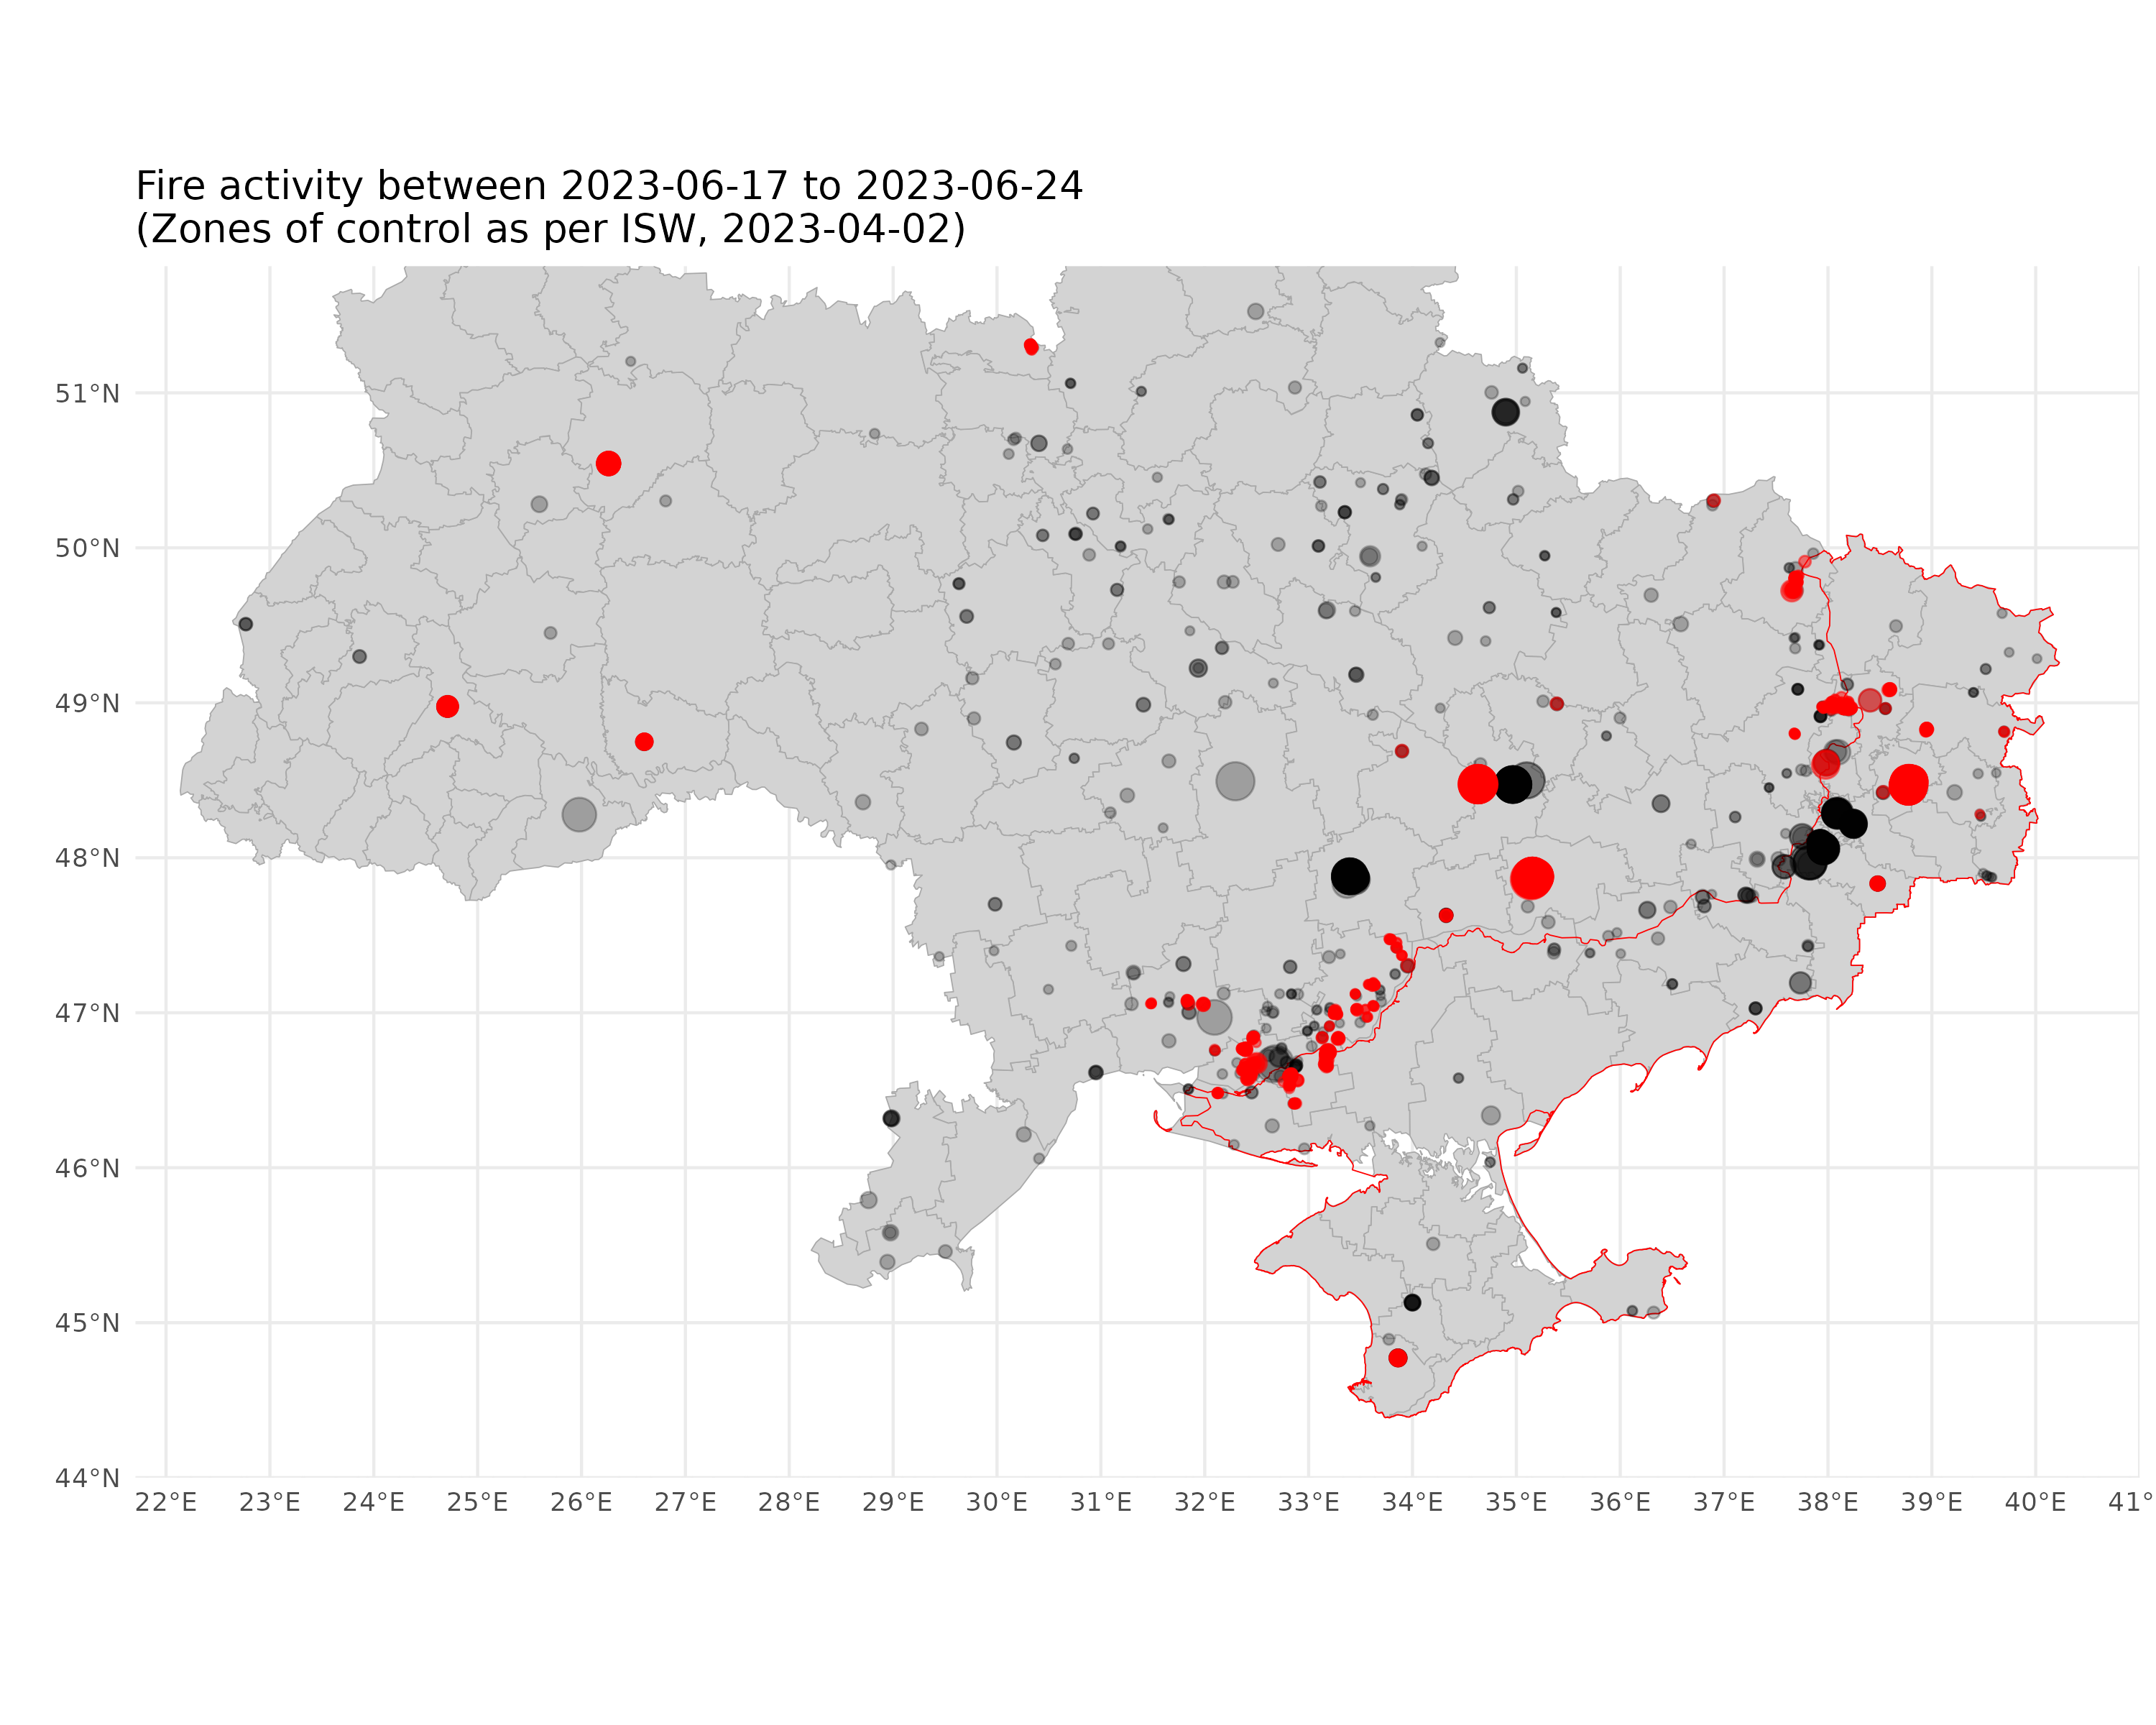 Fire activity between 2023-06-17 to 2023-06-24
(Zones of control as per ISW, 2023-04-02)
51°N
50°N
49°N
48°N
47°N
46°N
45°N
44°N
22°E 23°E 24°E 25°E 26°E 27°E 28°E 29°E 30°E 31°E 32°E 33°E 34°E 35°E 36°E 37°E 38°E 39°E 40°E 41°